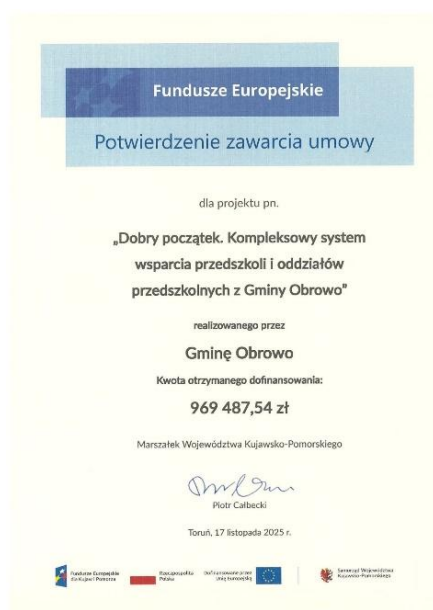 Fundusze Europejskie
Potwierdzenie zawarcia umowy
dla projektu pn.
„Dobry początek. Kompleksowy system
wsparcia przedszkoli i oddziałów
przedszkolnych z Gminy Obrowo”
realizowanego przez
Gminę Obrowo
Kwota otrzymanego dofinansowania:
969 487,54 zł
Marszałek Województwa Kujawsko-Pomorskiego
Piotr Całbecki
Toruń, 17 listopada 2025 r.
Fundusze Europejskie
dla Kujaw i Pomorza
Rzeczpospolita
Polska
Dofinansowane przez
Unię Europejską
Samorząd Województwa
Kujawsko-Pomorskiego